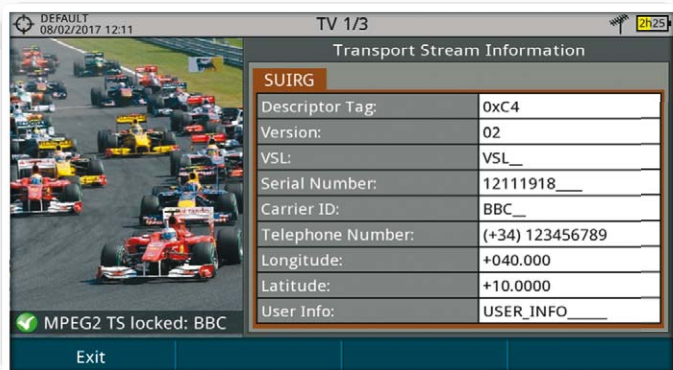 DEFAULT
08/02/2017 12:11
TV 1/3
2h25
Transport Stream Information
SUIRG
Descriptor Tag: 0xC4
Version: 02
VSL: VSL__
Serial Number: 12111918____
Carrier ID: BBC__
Telephone Number: (+34) 123456789
Longitude: +040.000
Latitude: +10.0000
User Info: USER_INFO______
MPEG2 TS locked: BBC
Exit